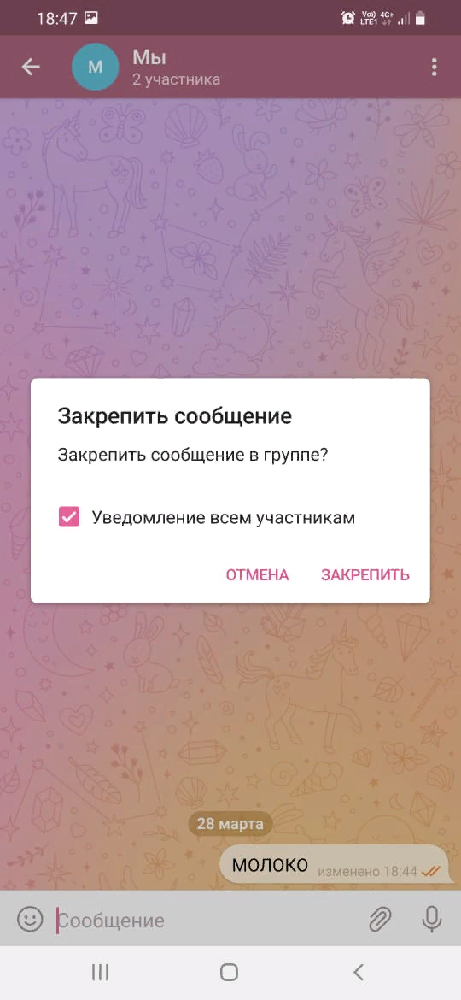 18:47
Vo)) 4G+
LTE1
М
Мы
2 участника
Закрепить сообщение
Закрепить сообщение в группе?
Уведомление всем участникам
ОТМЕНА ЗАКРЕПИТЬ
28 марта
МОЛОКО изменено 18:44
Сообщение